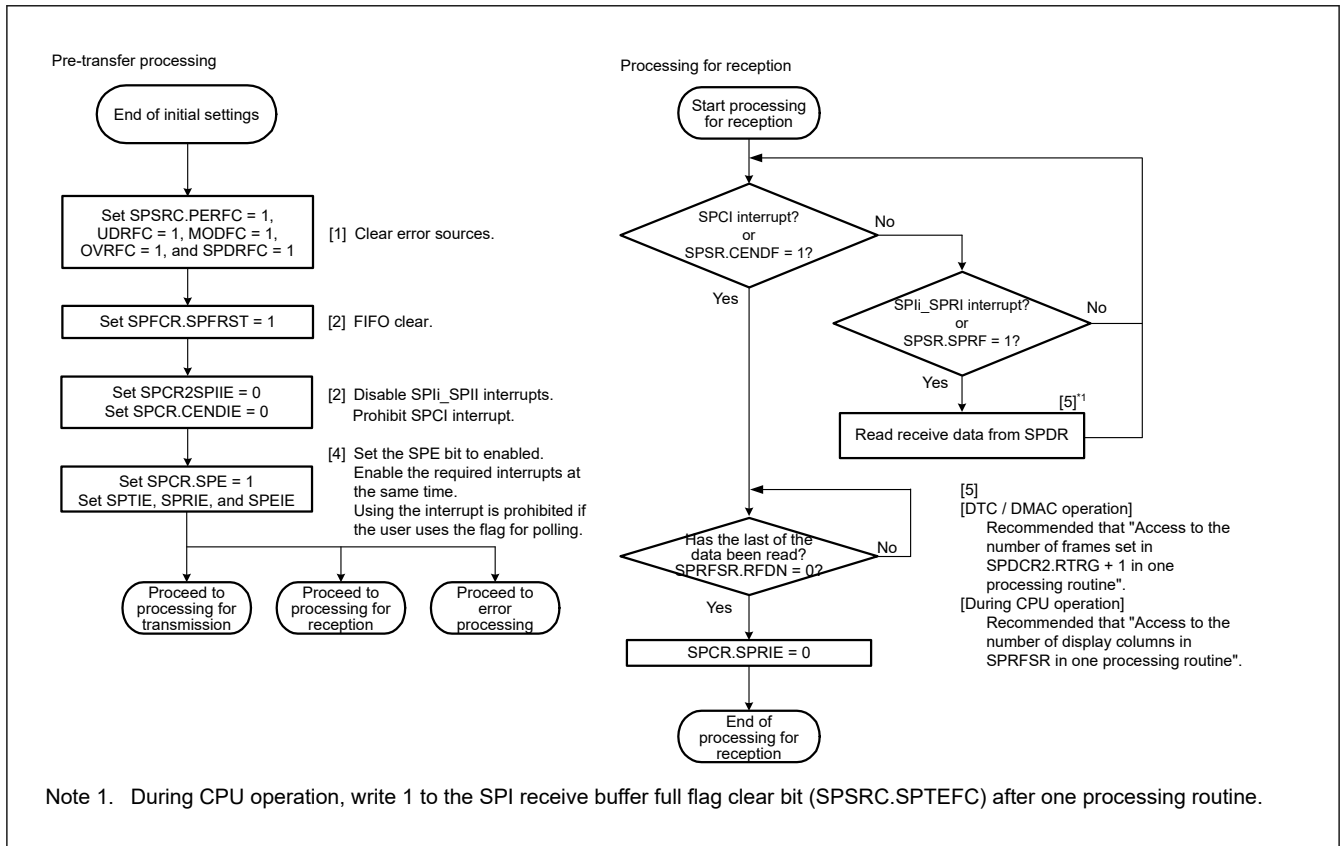 Pre-transfer processing
End of initial settings
Set SPSRC.PERFC = 1,
UDRFC = 1, MODFC = 1,
OVRFC = 1, and SPDRFC = 1
[1] Clear error sources.
Set SPFCR.SPFRST = 1
[2] FIFO clear.
Set SPCR2SPIIE = 0
Set SPCR.CENDIE = 0
[2] Disable SPIi_SPII interrupts.
Prohibit SPCI interrupt.
Set SPCR.SPE = 1
Set SPTIE, SPRIE, and SPEIE
[4] Set the SPE bit to enabled.
Enable the required interrupts at
the same time.
Using the interrupt is prohibited if
the user uses the flag for polling.
Proceed to
processing for
transmission
Proceed to
processing for
reception
Proceed to
error
processing
Processing for reception
Start processing
for reception
SPCI interrupt?
or
SPSR.CENDF = 1?
No
Yes
SPIi_SPRI interrupt?
or
SPSR.SPRF = 1?
No
Yes
[5]*1
Read receive data from SPDR
Has the last of the
data been read?
SPRFSR.RFDN = 0?
No
Yes
SPCR.SPRIE = 0
End of
processing for
reception
[5]
[DTC / DMAC operation]
Recommended that "Access to the
number of frames set in
SPDCR2.RTRG + 1 in one
processing routine".
[During CPU operation]
Recommended that "Access to the
number of display columns in
SPRFSR in one processing routine".
Note 1. During CPU operation, write 1 to the SPI receive buffer full flag clear bit (SPSRC.SPTEFC) after one processing routine.